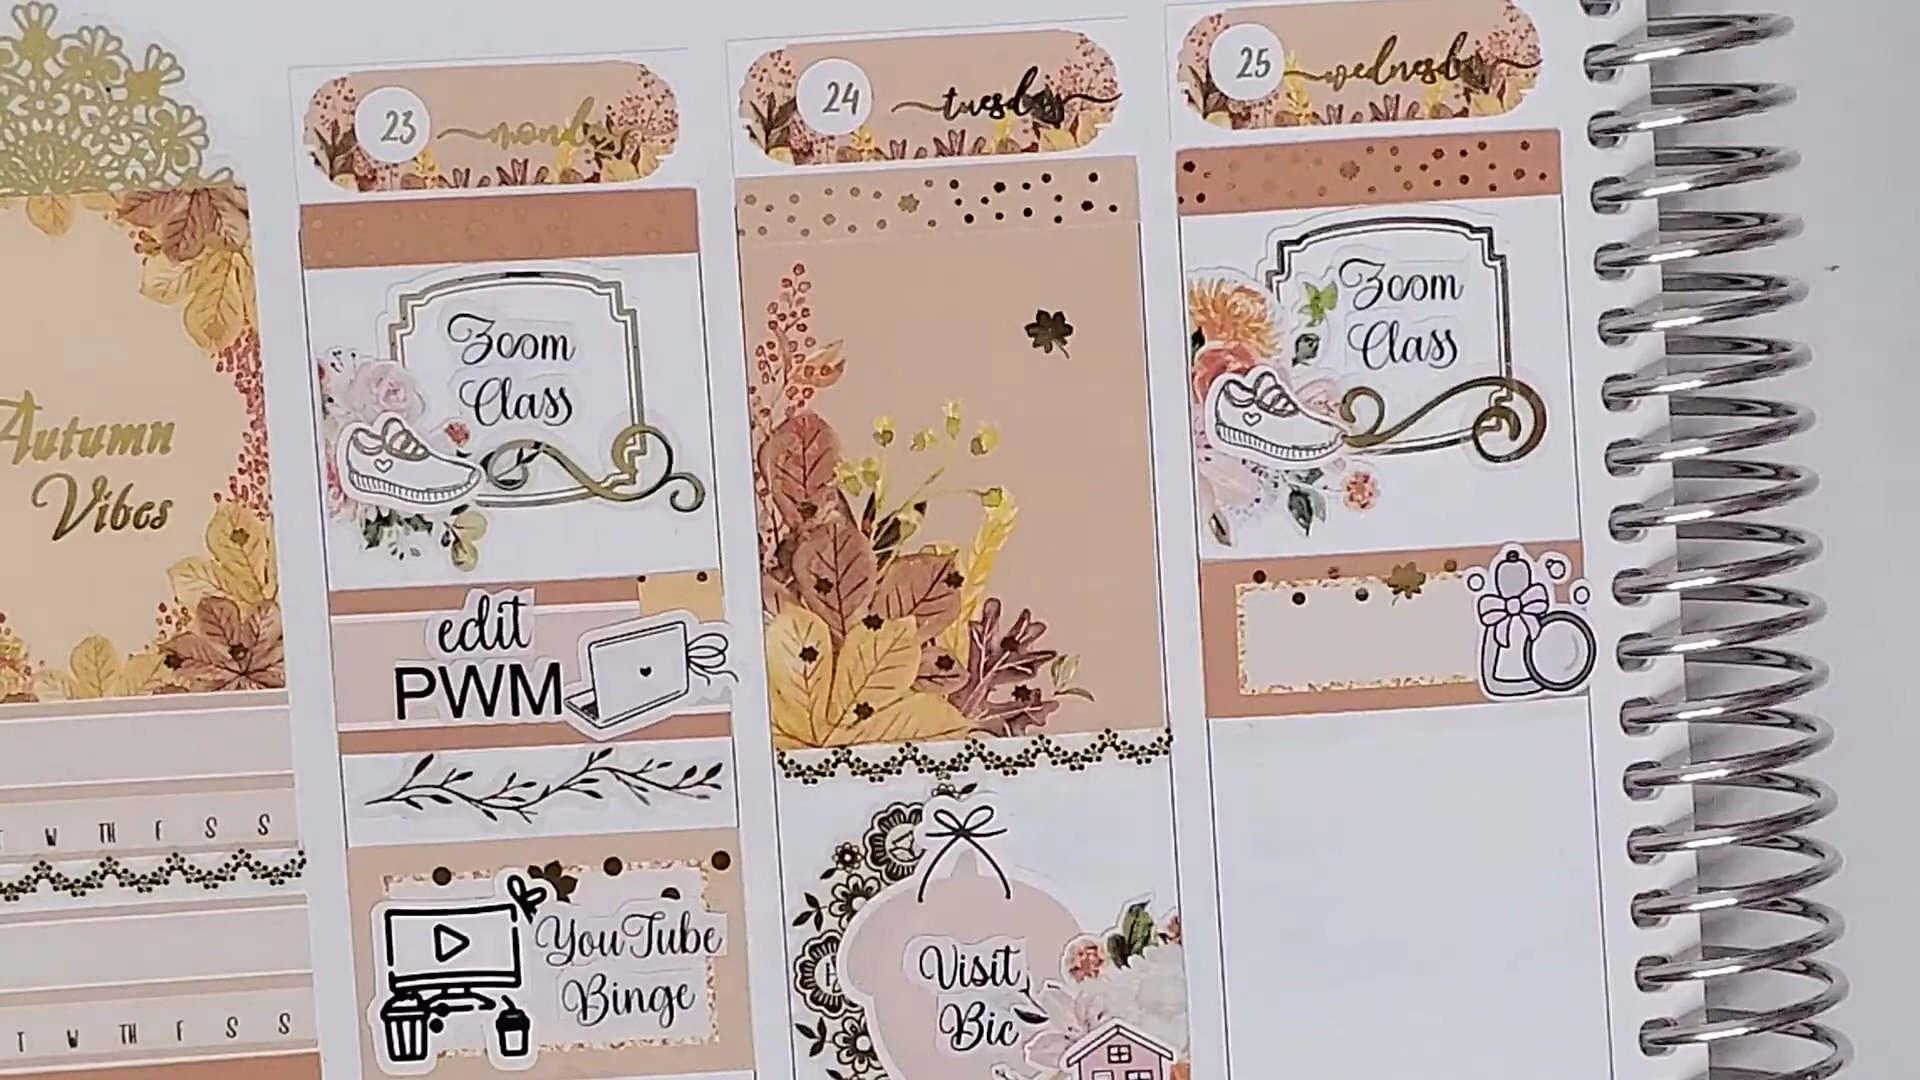 Autumn
Vibes
T W TH F S S
T W TH F S S
23 monday
Zoom
Class
edit
PWM
YouTube
Binge
24 tuesday
Visit
Bic
25 wednesday
Zoom
Class